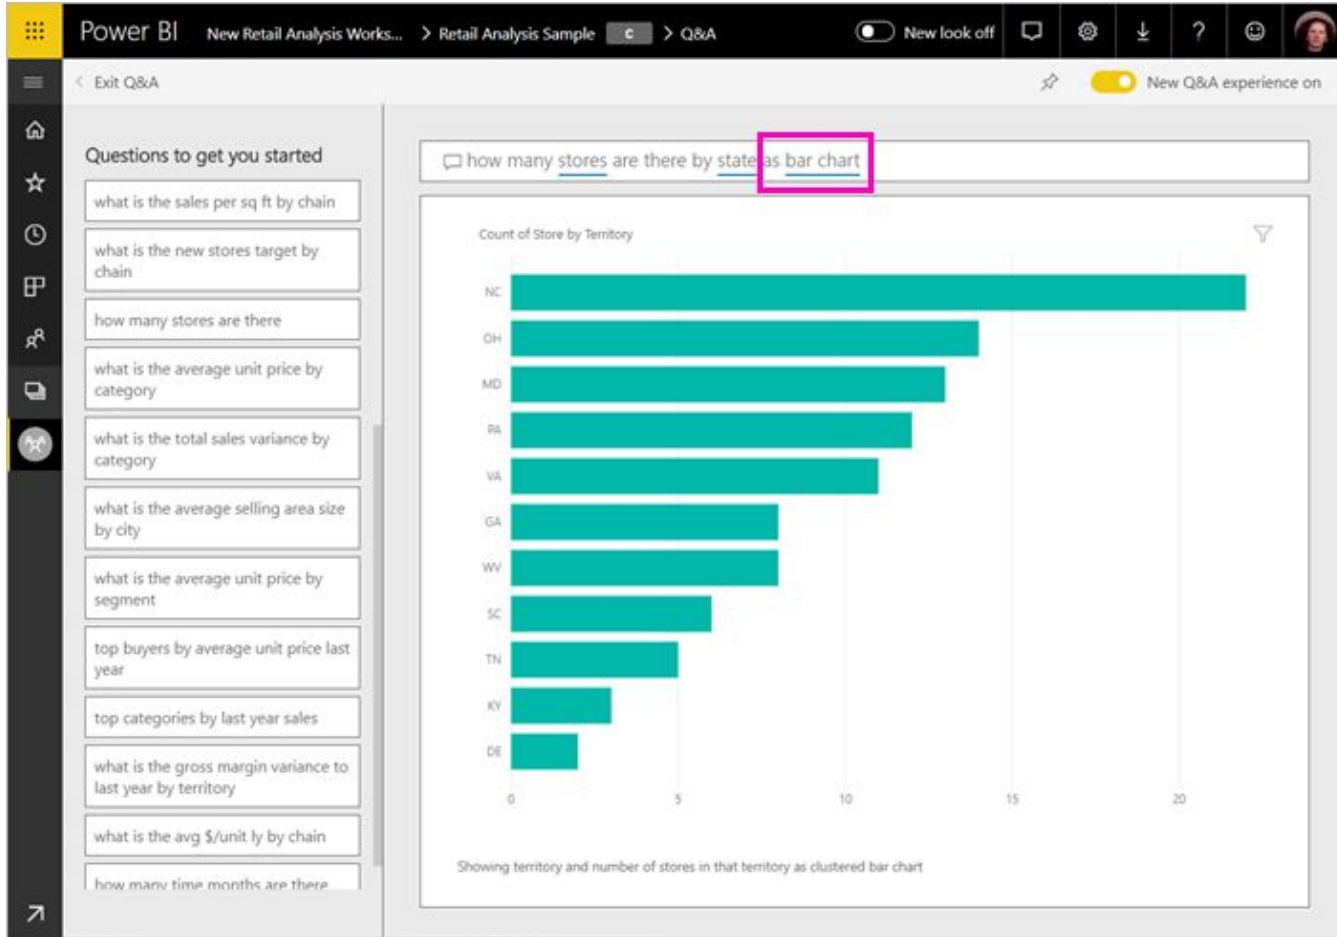 Power BI New Retail Analysis Works... > Retail Analysis Sample C > Q&A New look off ?
< Exit Q&A New Q&A experience on
Questions to get you started
what is the sales per sq ft by chain
what is the new stores target by
chain
how many stores are there
what is the average unit price by
category
what is the total sales variance by
category
what is the average selling area size
by city
what is the average unit price by
segment
top buyers by average unit price last
year
top categories by last year sales
what is the gross margin variance to
last year by territory
what is the avg $/unit ly by chain
how many time months are there
how many stores are there by state as bar chart
Count of Store by Territory
NC
OH
MD
PA
VA
GA
WV
SC
TN
KY
DE
0 5 10 15 20
Showing territory and number of stores in that territory as clustered bar chart